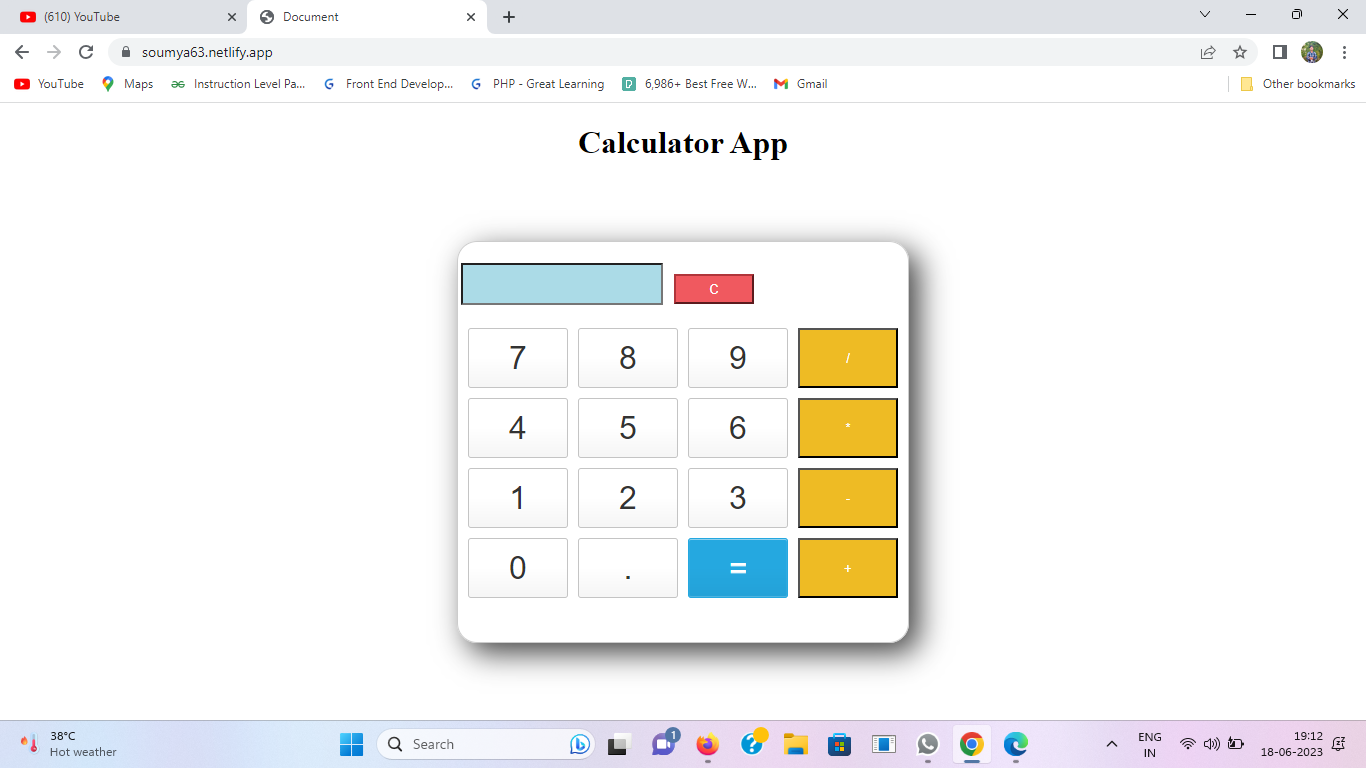 (610) YouTube
Document
soumya63.netlify.app
YouTube Maps Instruction Level Pa... Front End Develop... PHP - Great Learning 6,986+ Best Free W... Gmail Other bookmarks
Calculator App
C
7 8 9 /
4 5 6 *
1 2 3 -
0 . = +
38°C
Hot weather
Search
1
ENG
IN
19:12
18-06-2023